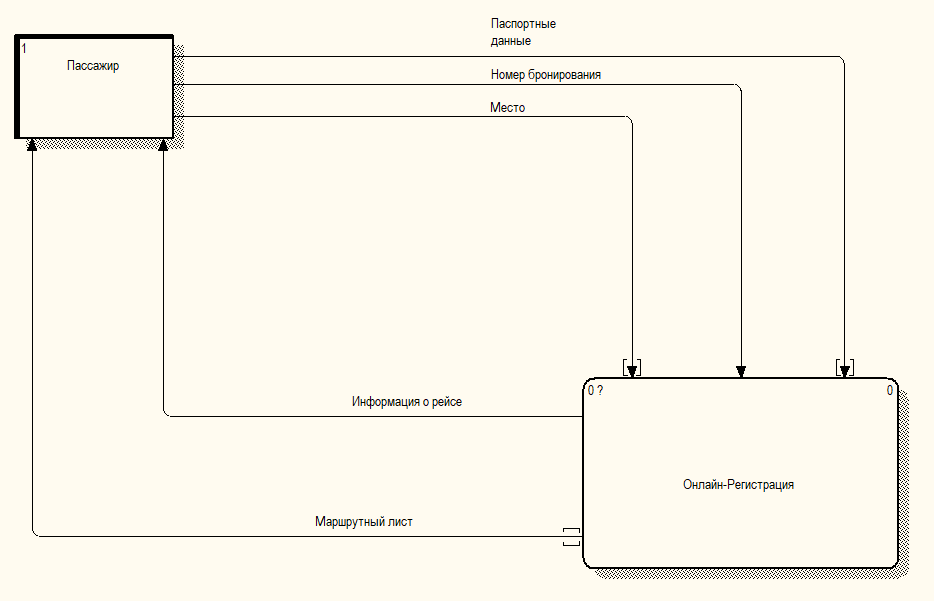 Паспортные
данные
1
Пассажир
Номер бронирования
Место
0 ?
0
Информация о рейсе
Онлайн-Регистрация
Маршрутный лист